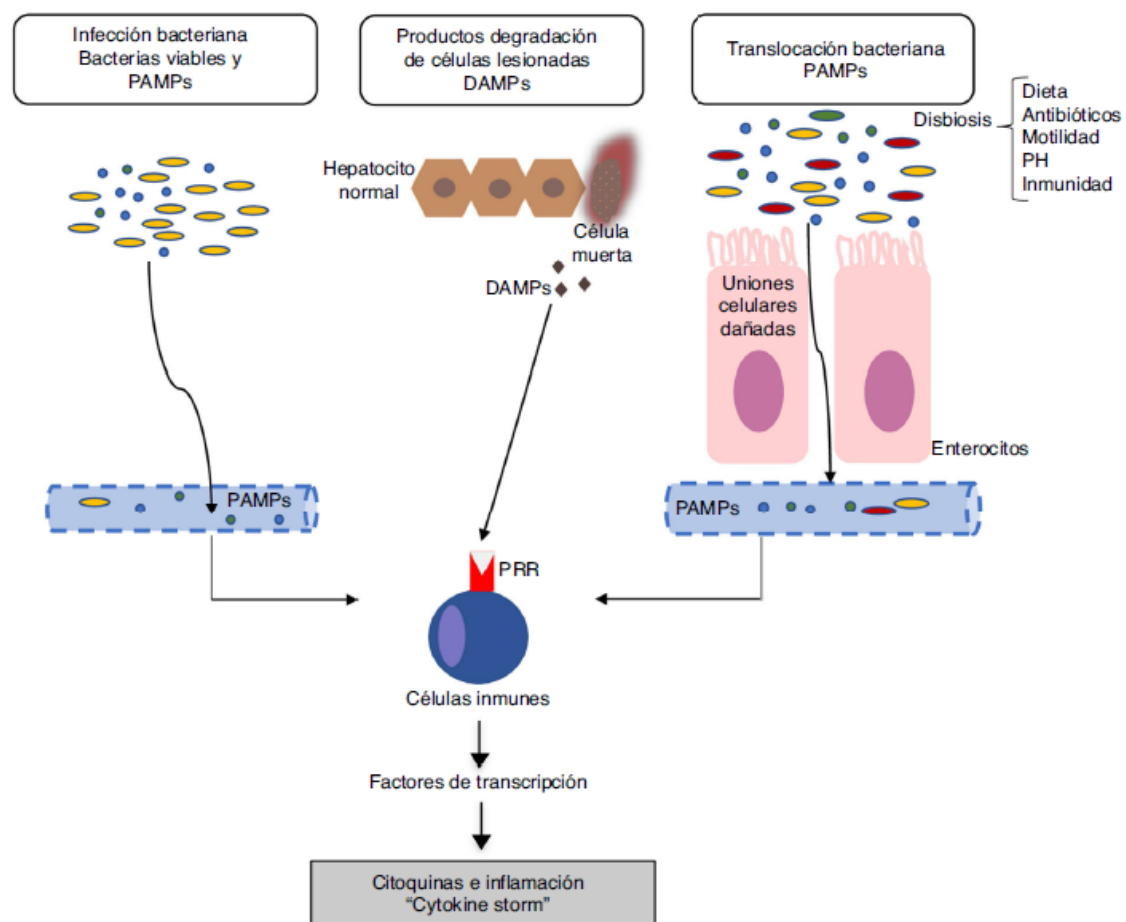 Infección bacteriana
Bacterias viables y
PAMPs
Productos degradación
de células lesionadas
DAMPs
Translocación bacteriana
PAMPs
Disbiosis
Dieta
Antibióticos
Motilidad
PH
Inmunidad
Hepatocito
normal
Célula
muerta
DAMPs
Uniones
celulares
dañadas
Enterocitos
PAMPs
PAMPs
PRR
Células inmunes
Factores de transcripción
Citoquinas e inflamación
“Cytokine storm”